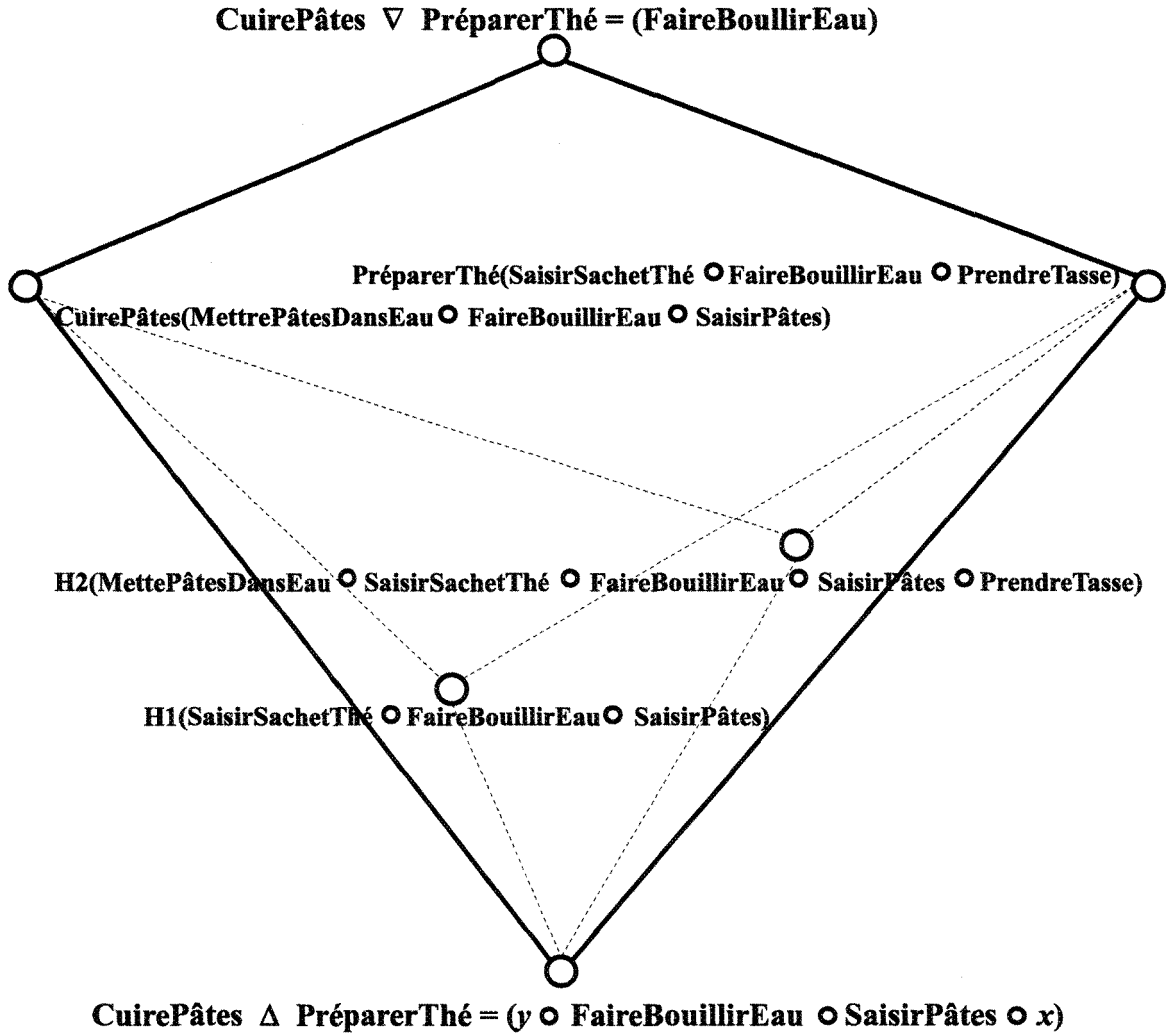 CuirePâtes ∇ PréparerThé = (FaireBoullirEau)
PréparerThé(SaisirSachetThé o FaireBouillirEau o PrendreTasse)
CuirePâtes(MettrePâtesDansEau o FaireBouillirEau o SaisirPâtes)
H2(MettePâtesDansEau o SaisirSachetThé o FaireBouillirEau o SaisirPâtes o PrendreTasse)
H1(SaisirSachetThé o FaireBouillirEau o SaisirPâtes)
CuirePâtes Δ PréparerThé = (y o FaireBouillirEau o SaisirPâtes o x)